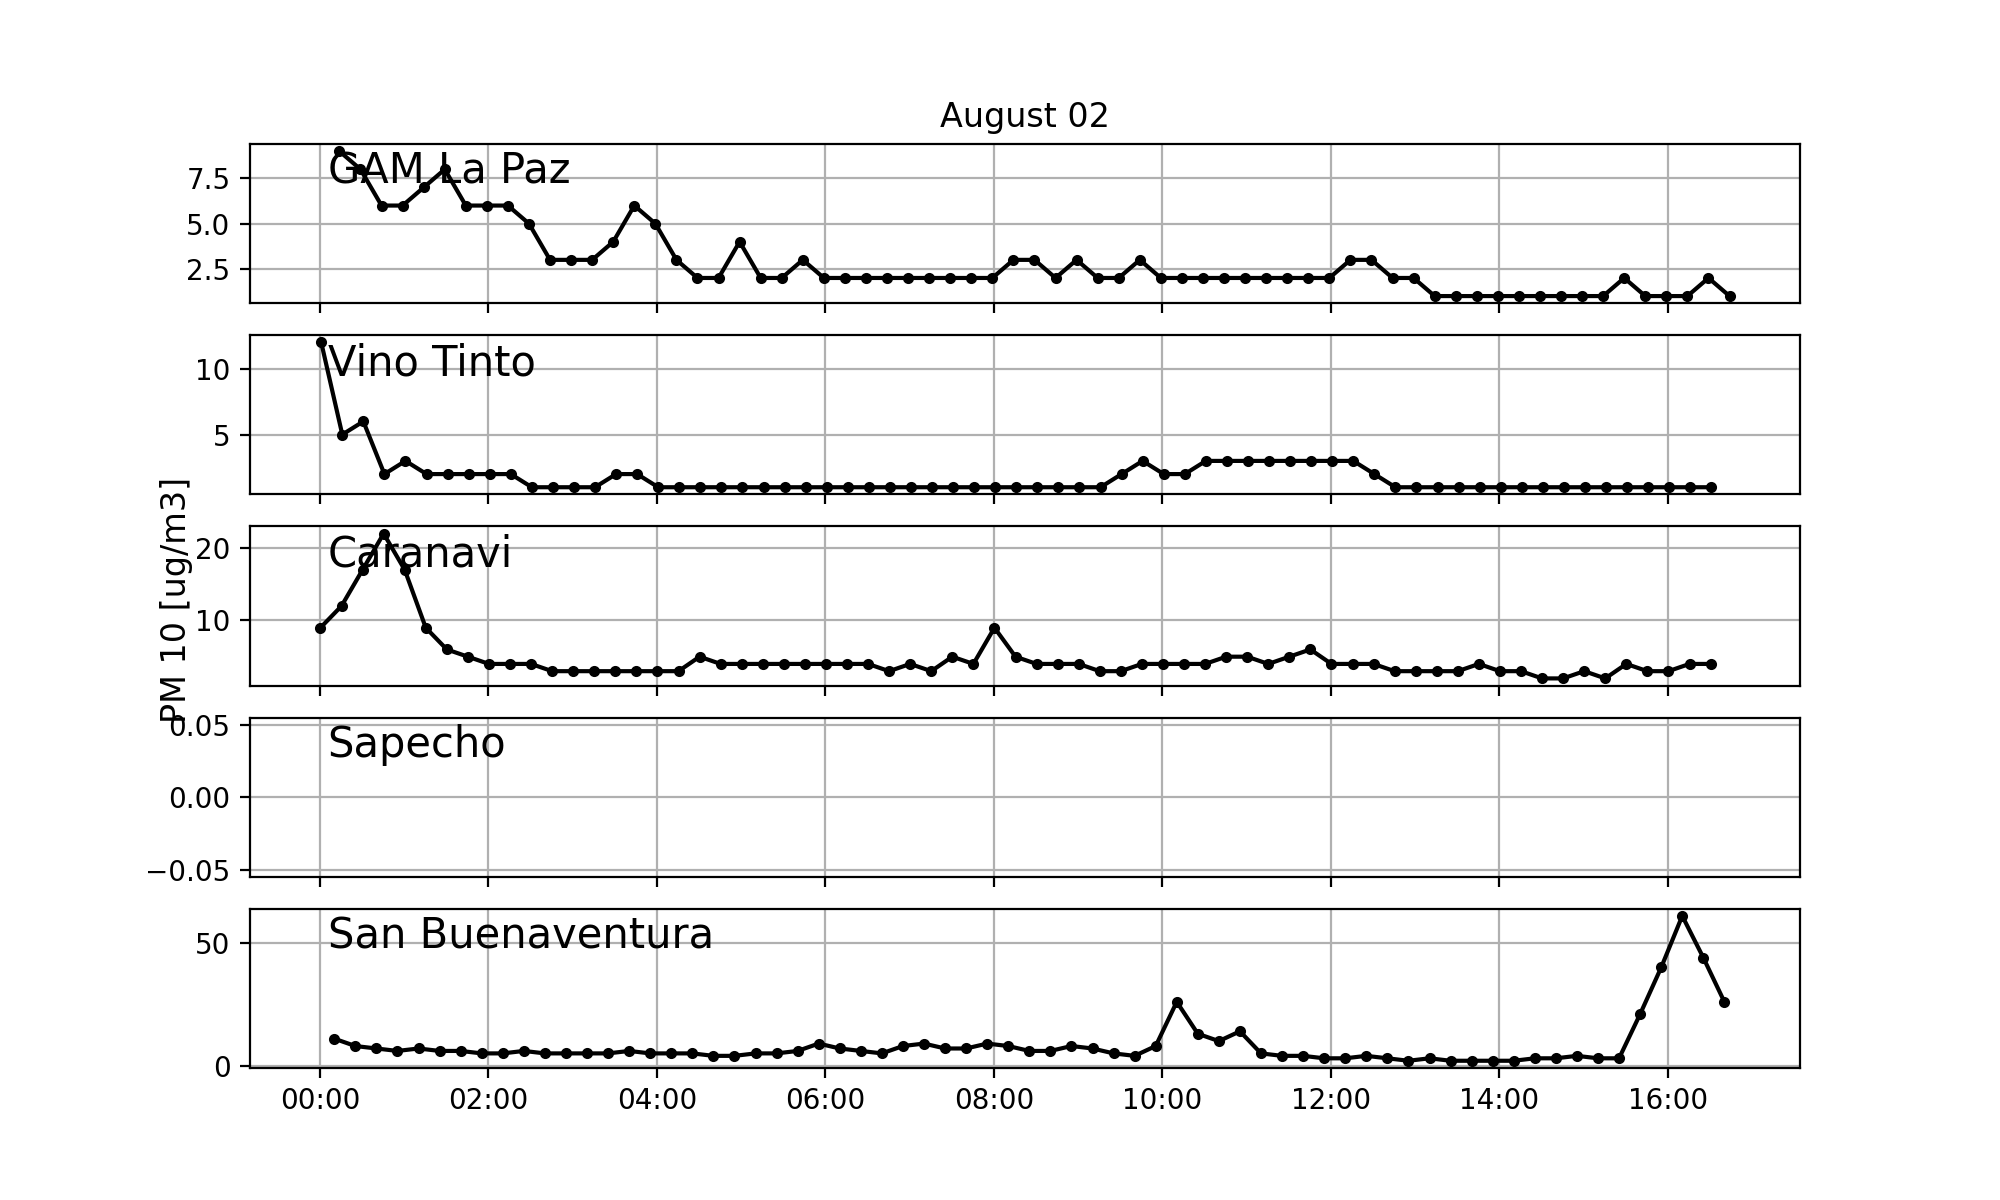 August 02
PM 10 [ug/m3]
GAM La Paz
7.5
5.0
2.5
Vino Tinto
10
5
Caranavi
20
10
Sapecho
0.05
0.00
−0.05
San Buenaventura
50
0
00:00 02:00 04:00 06:00 08:00 10:00 12:00 14:00 16:00